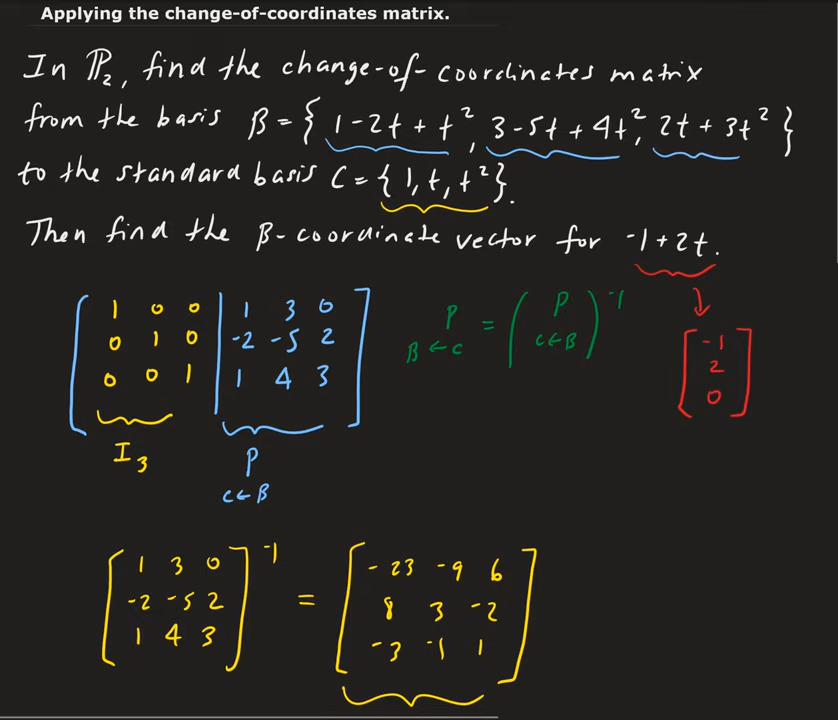 Applying the change-of-coordinates matrix.
In ℙ₂, find the change-of-coordinates matrix
from the basis β = { 1-2t+t², 3-5t+4t², 2t+3t² }
to the standard basis C = { 1, t, t² }.
Then find the β-coordinate vector for -1+2t.
[ 1 0 0 | 1 3 0 ]
[ 0 1 0 | -2 -5 2 ]
[ 0 0 1 | 1 4 3 ]
I₃
P
C←B
P = ( P )⁻¹
B←C C←B
[ -1 ]
[ 2 ]
[ 0 ]
[ 1 3 0 ]⁻¹ [ -23 -9 6 ]
[ -2 -5 2 ] = [ 8 3 -2 ]
[ 1 4 3 ] [ -3 -1 1 ]